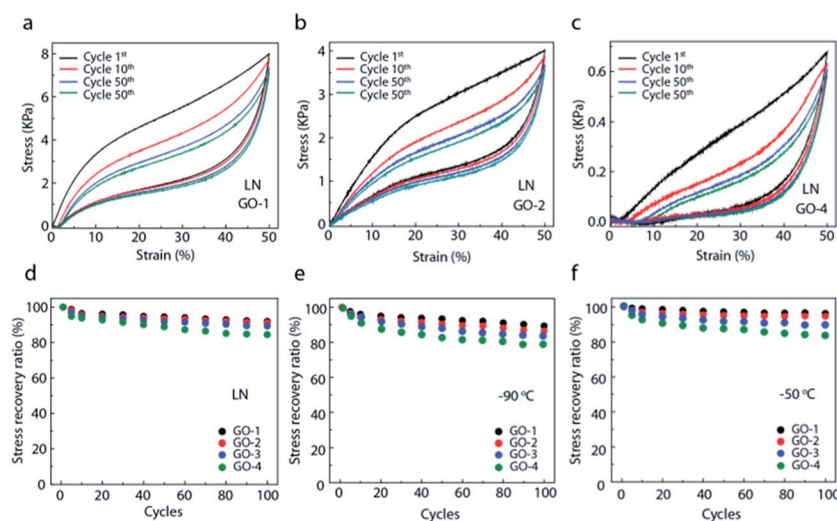 a
8
6
4
2
0
Stress (KPa)
Cycle 1st
Cycle 10th
Cycle 50th
Cycle 50th
LN
GO-1
0 10 20 30 40 50
Strain (%)
b
4
3
2
1
0
Stress (KPa)
Cycle 1st
Cycle 10th
Cycle 50th
Cycle 50th
LN
GO-2
0 10 20 30 40 50
Strain (%)
c
0.6
0.4
0.2
0.0
Stress (KPa)
Cycle 1st
Cycle 10th
Cycle 50th
Cycle 50th
LN
GO-4
0 10 20 30 40 50
Strain (%)
d
100
80
60
40
20
0
Stress recovery ratio (%)
LN
GO-1
GO-2
GO-3
GO-4
0 20 40 60 80 100
Cycles
e
100
80
60
40
20
0
Stress recovery ratio (%)
-90 °C
GO-1
GO-2
GO-3
GO-4
0 20 40 60 80 100
Cycles
f
100
80
60
40
20
0
Stress recovery ratio (%)
-50 °C
GO-1
GO-2
GO-3
GO-4
0 20 40 60 80 100
Cycles